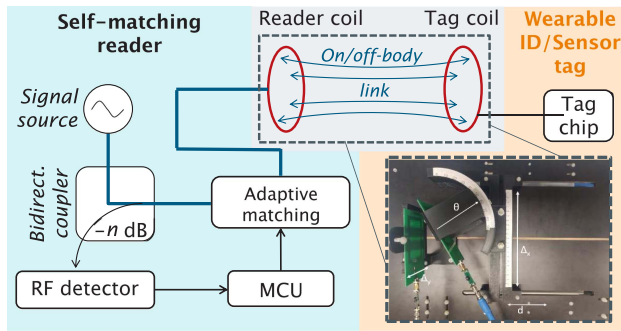 Self-matching
reader
Reader coil
Tag coil
Wearable
ID/Sensor
tag
On/off-body
link
Signal
source
Tag
chip
Bidirect.
coupler
–n dB
Adaptive
matching
RF detector
MCU
θ
d